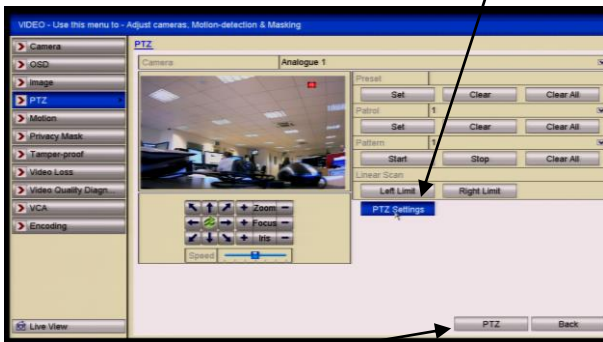 VIDEO - Use this menu to - Adjust cameras, Motion-detection & Masking
Camera
OSD
Image
PTZ
Motion
Privacy Mask
Tamper-proof
Video Loss
Video Quality Diagn...
VCA
Encoding
Live View
PTZ
Camera Analogue 1
Preset
Set Clear Clear All
Patrol 1
Set Clear Clear All
Pattern 1
Start Stop Clear All
Linear Scan
Left Limit Right Limit
PTZ Settings
+ Zoom -
+ Focus -
+ Iris -
Speed
PTZ Back